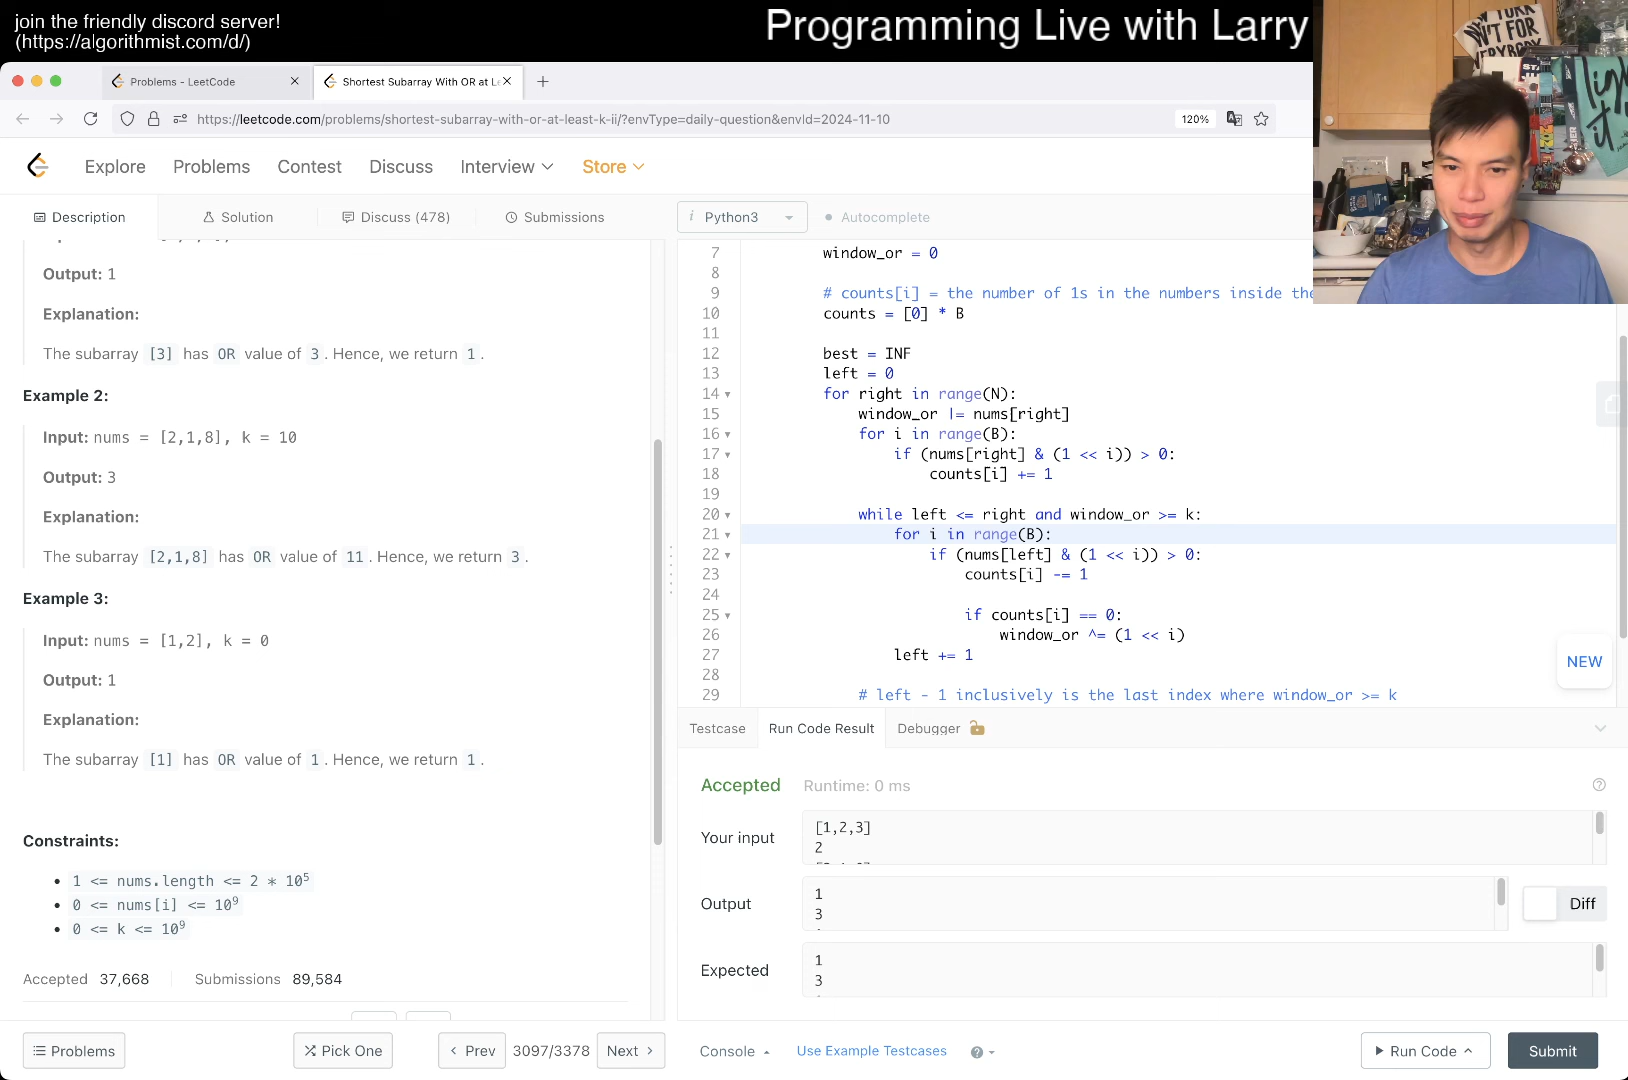 join the friendly discord server!
(https://algorithmist.com/d/)
Programming Live with Larry
Problems - LeetCode
Shortest Subarray With OR at Le
https://leetcode.com/problems/shortest-subarray-with-or-at-least-k-ii/?envType=daily-question&envId=2024-11-10
120%
Explore
Problems
Contest
Discuss
Interview
Store
Description
Solution
Discuss (478)
Submissions
i Python3
Autocomplete
Output: 1
Explanation:
The subarray [3] has OR value of 3. Hence, we return 1.
Example 2:
Input: nums = [2,1,8], k = 10
Output: 3
Explanation:
The subarray [2,1,8] has OR value of 11. Hence, we return 3.
Example 3:
Input: nums = [1,2], k = 0
Output: 1
Explanation:
The subarray [1] has OR value of 1. Hence, we return 1.
Constraints:
1 <= nums.length <= 2 * 10⁵
0 <= nums[i] <= 10⁹
0 <= k <= 10⁹
Accepted 37,668
Submissions 89,584
7 window_or = 0
8
9 # counts[i] = the number of 1s in the numbers inside the
10 counts = [0] * B
11
12 best = INF
13 left = 0
14 for right in range(N):
15 window_or |= nums[right]
16 for i in range(B):
17 if (nums[right] & (1 << i)) > 0:
18 counts[i] += 1
19
20 while left <= right and window_or >= k:
21 for i in range(B):
22 if (nums[left] & (1 << i)) > 0:
23 counts[i] -= 1
24
25 if counts[i] == 0:
26 window_or ^= (1 << i)
27 left += 1
28
29 # left - 1 inclusively is the last index where window_or >= k
NEW
Testcase
Run Code Result
Debugger
Accepted
Runtime: 0 ms
Your input
[1,2,3]
2
Output
1
3
Diff
Expected
1
3
Problems
Pick One
Prev
3097/3378
Next
Console
Use Example Testcases
Run Code
Submit